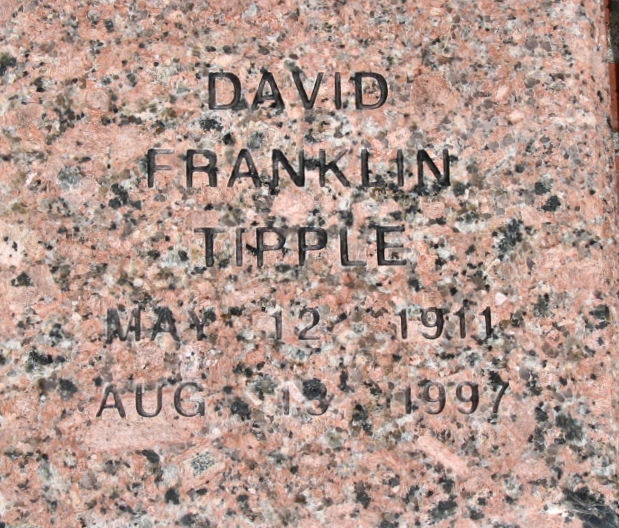 DAVID
FRANKLIN
TIPPLE
MAY 12 1911
AUG 13 1997